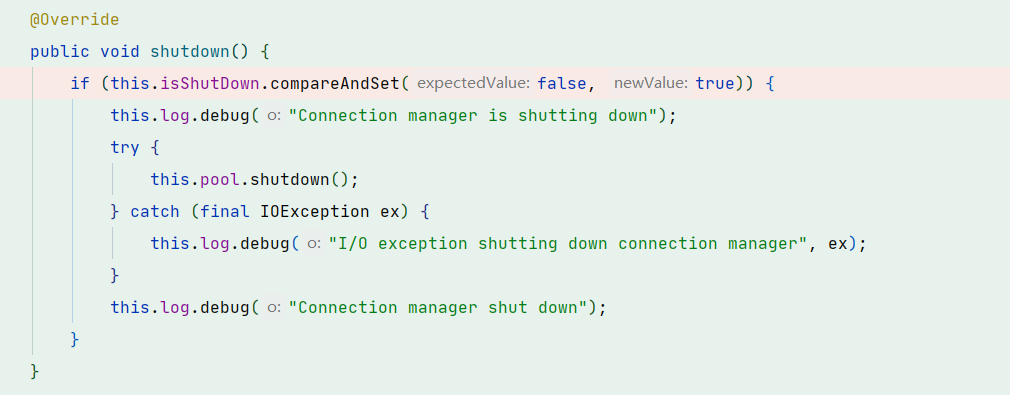 @Override
public void shutdown() {
if (this.isShutDown.compareAndSet( expectedValue: false, newValue: true)) {
this.log.debug( o: "Connection manager is shutting down");
try {
this.pool.shutdown();
} catch (final IOException ex) {
this.log.debug( o: "I/O exception shutting down connection manager", ex);
}
this.log.debug( o: "Connection manager shut down");
}
}